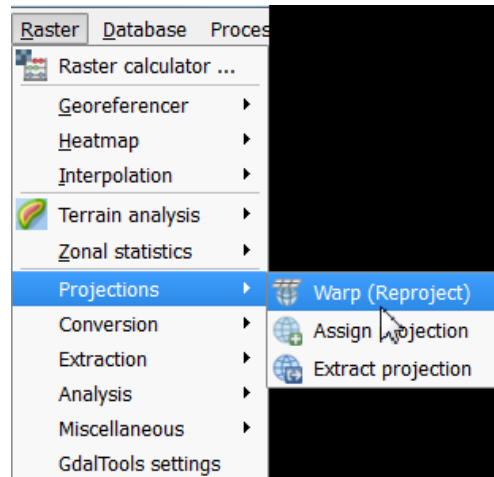 Raster Database Proces
Raster calculator ...
Georeferencer
Heatmap
Interpolation
Terrain analysis
Zonal statistics
Projections
Warp (Reproject)
Conversion
Assign Projection
Extraction
Extract projection
Analysis
Miscellaneous
GdalTools settings